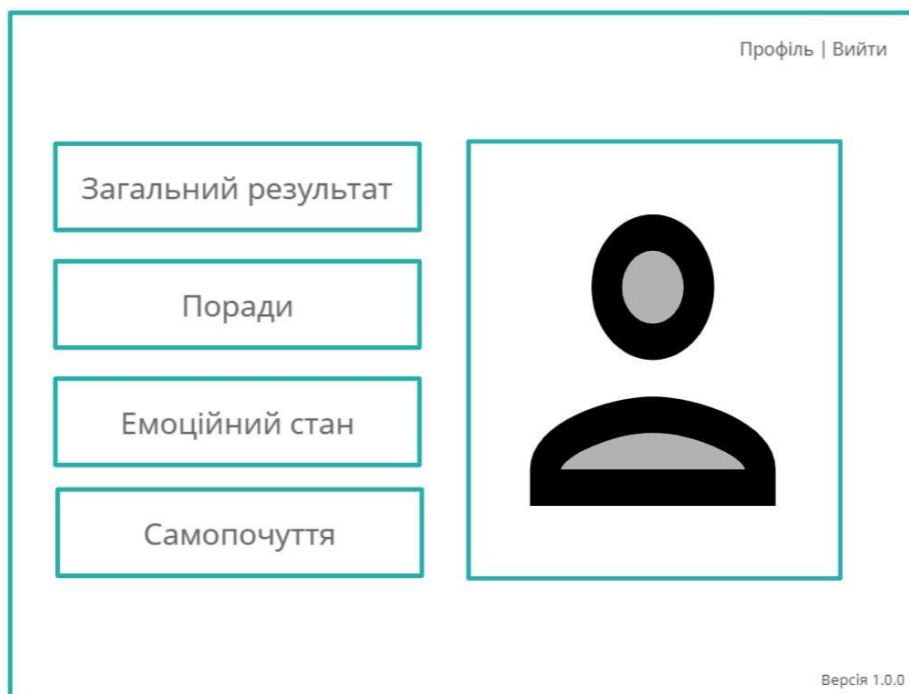 Профіль | Вийти
Загальний результат
Поради
Емоційний стан
Самопочуття
Версія 1.0.0